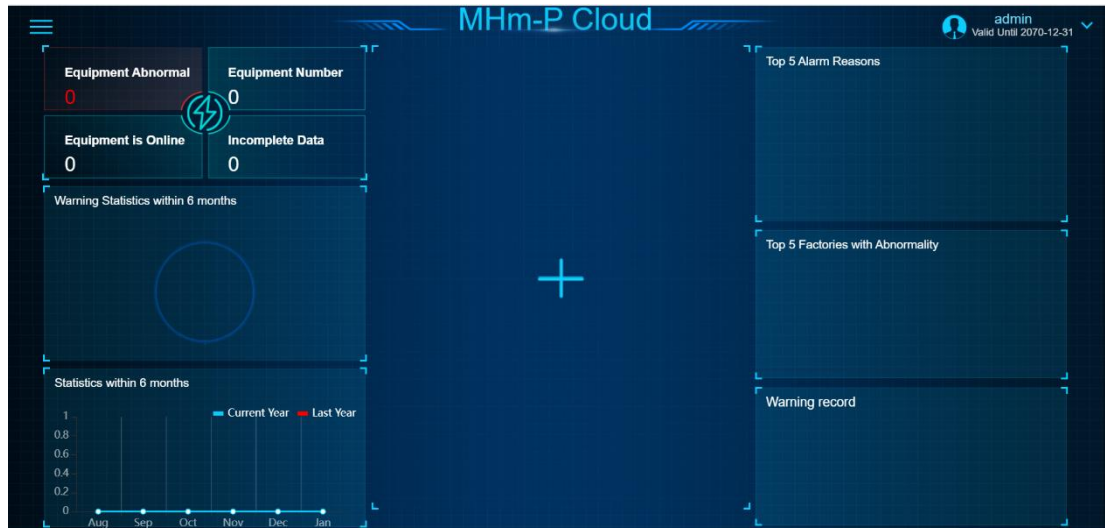 MHm-P Cloud
admin
Valid Until 2070-12-31
Equipment Abnormal
0
Equipment Number
0
Equipment is Online
0
Incomplete Data
0
Warning Statistics within 6 months
Statistics within 6 months
Current Year
Last Year
1
0.8
0.6
0.4
0.2
0
Aug Sep Oct Nov Dec Jan
Top 5 Alarm Reasons
Top 5 Factories with Abnormality
Warning record